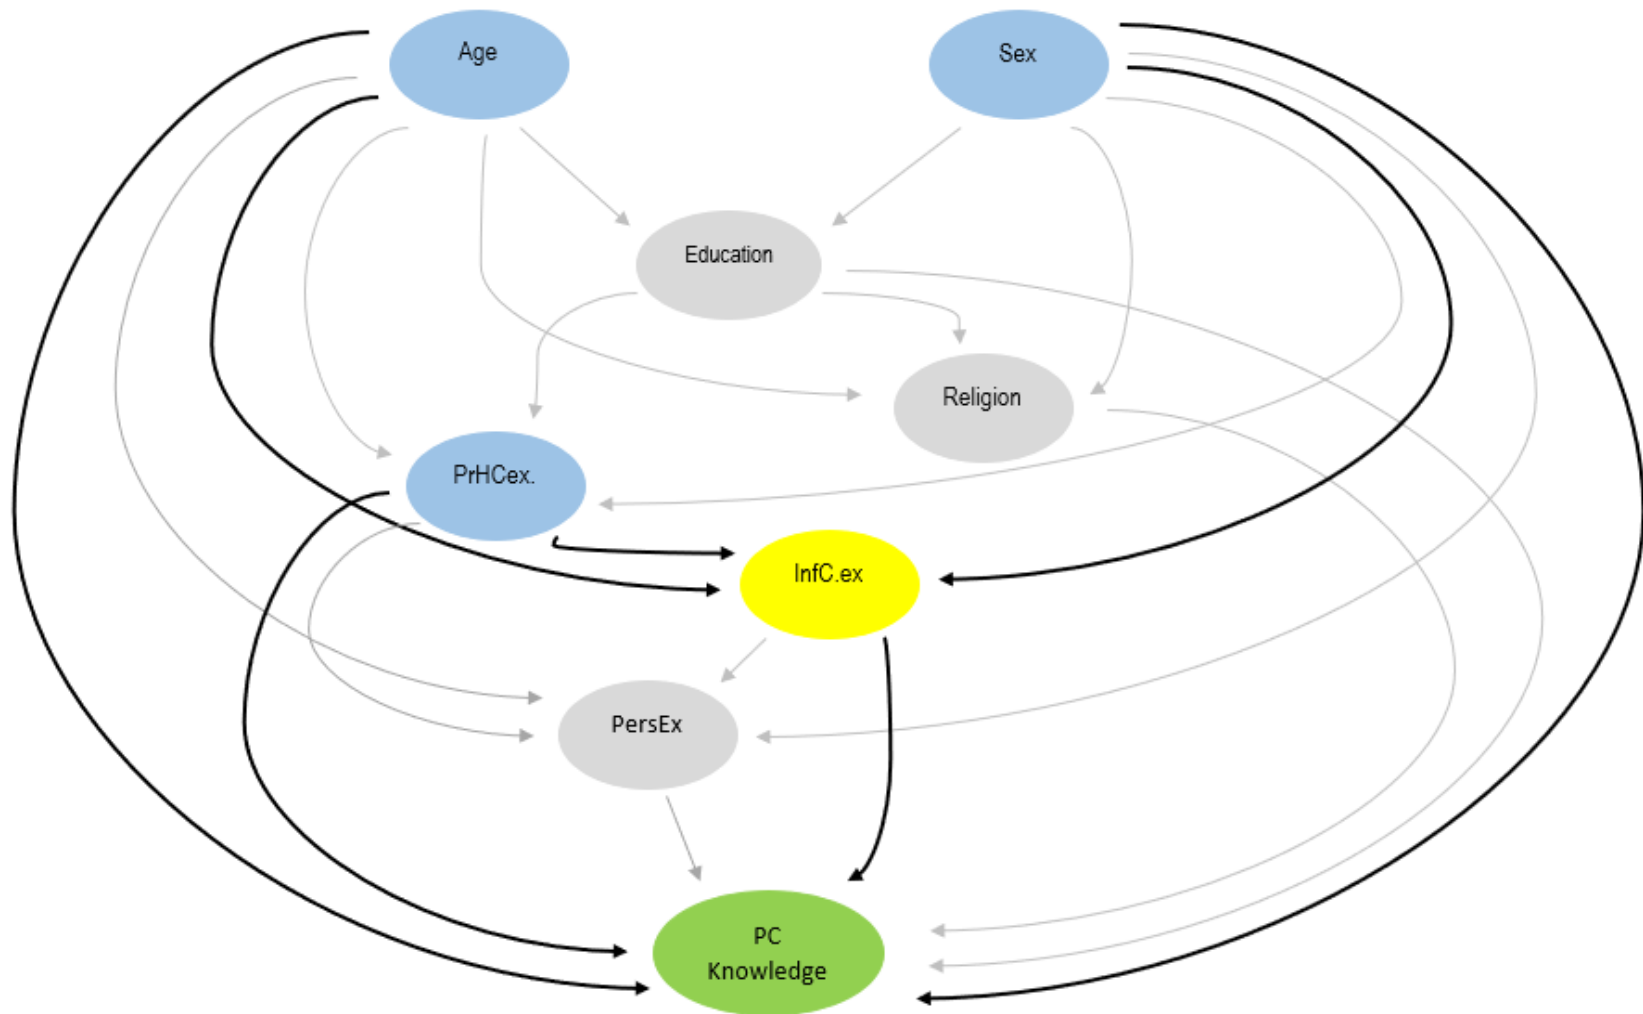 Age
Sex
Education
Religion
PrHCex.
InfC.ex
PersEx
PC
Knowledge